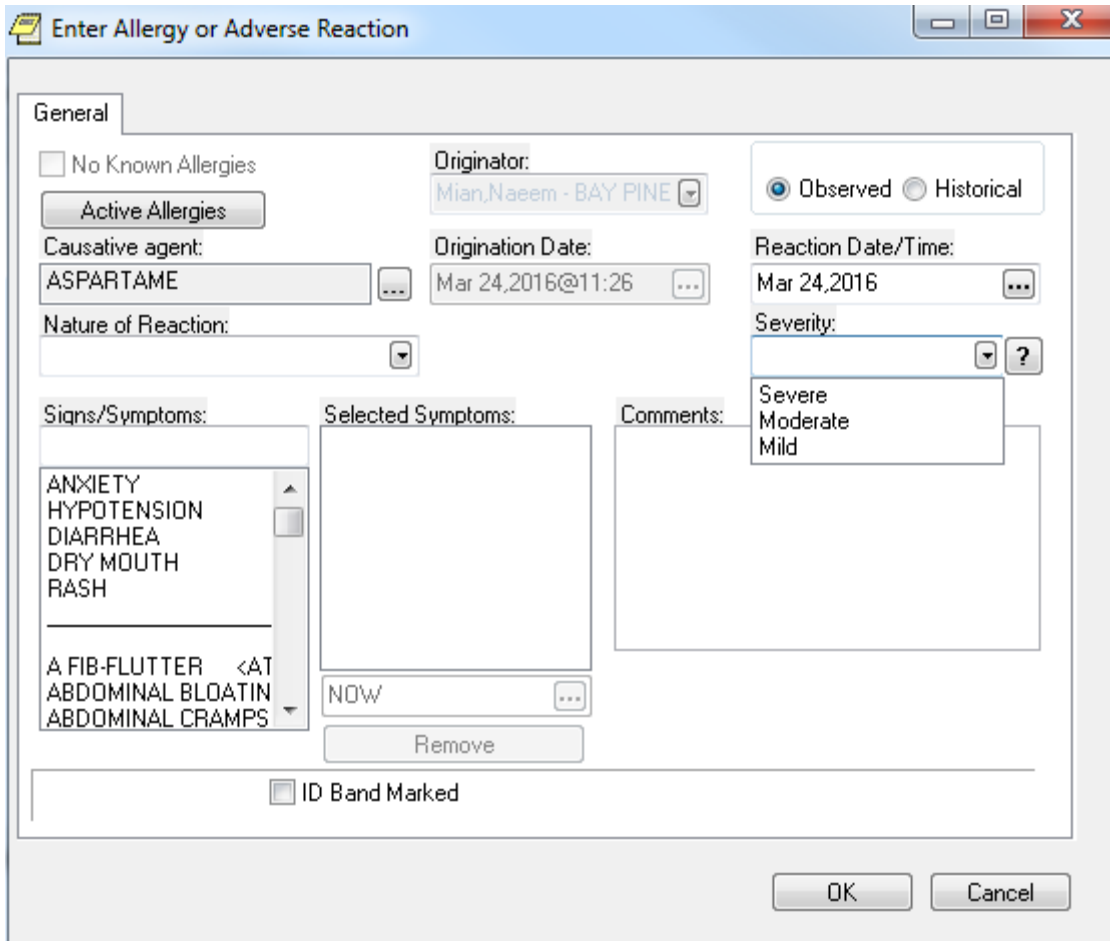 Enter Allergy or Adverse Reaction
General
No Known Allergies
Originator:
Mian,Naeem - BAY PINE
Observed
Historical
Active Allergies
Causative agent:
Origination Date:
Reaction Date/Time:
ASPARTAME
...
Mar 24,2016@11:26
...
Mar 24,2016
...
Nature of Reaction:
Severity:
?
Severe
Moderate
Mild
Signs/Symptoms:
Selected Symptoms:
Comments:
ANXIETY
HYPOTENSION
DIARRHEA
DRY MOUTH
RASH
A FIB-FLUTTER <AT
ABDOMINAL BLOATIN
ABDOMINAL CRAMPS
NOW
...
Remove
ID Band Marked
OK
Cancel